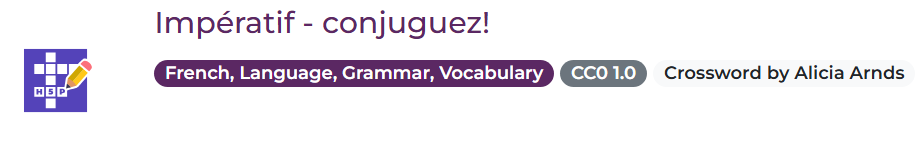 Impératif - conjuguez!
French, Language, Grammar, Vocabulary CC0 1.0 Crossword by Alicia Arnds
H5P